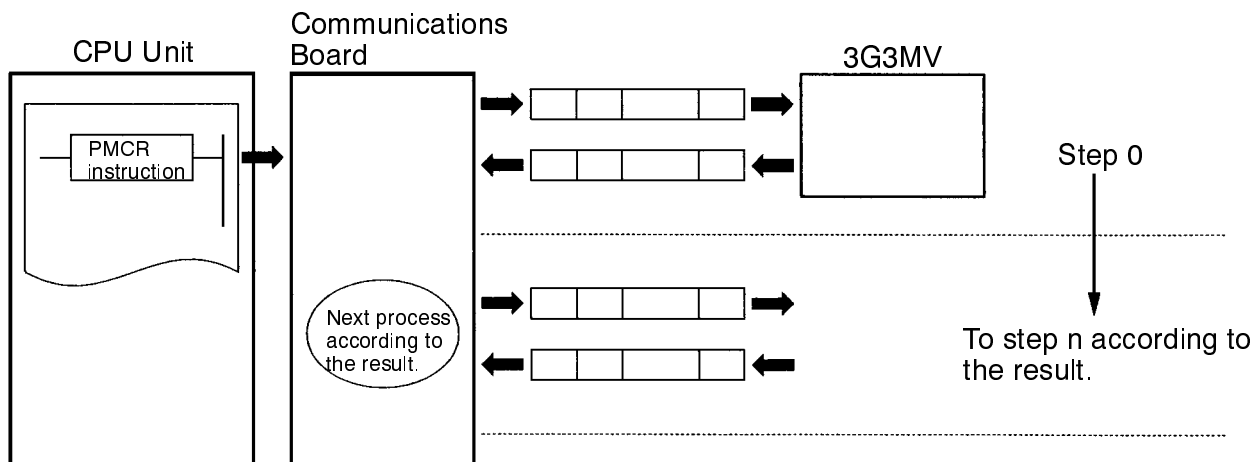 CPU Unit
Communications
Board
3G3MV
PMCR
instruction
Step 0
Next process
according to
the result.
To step n according to
the result.